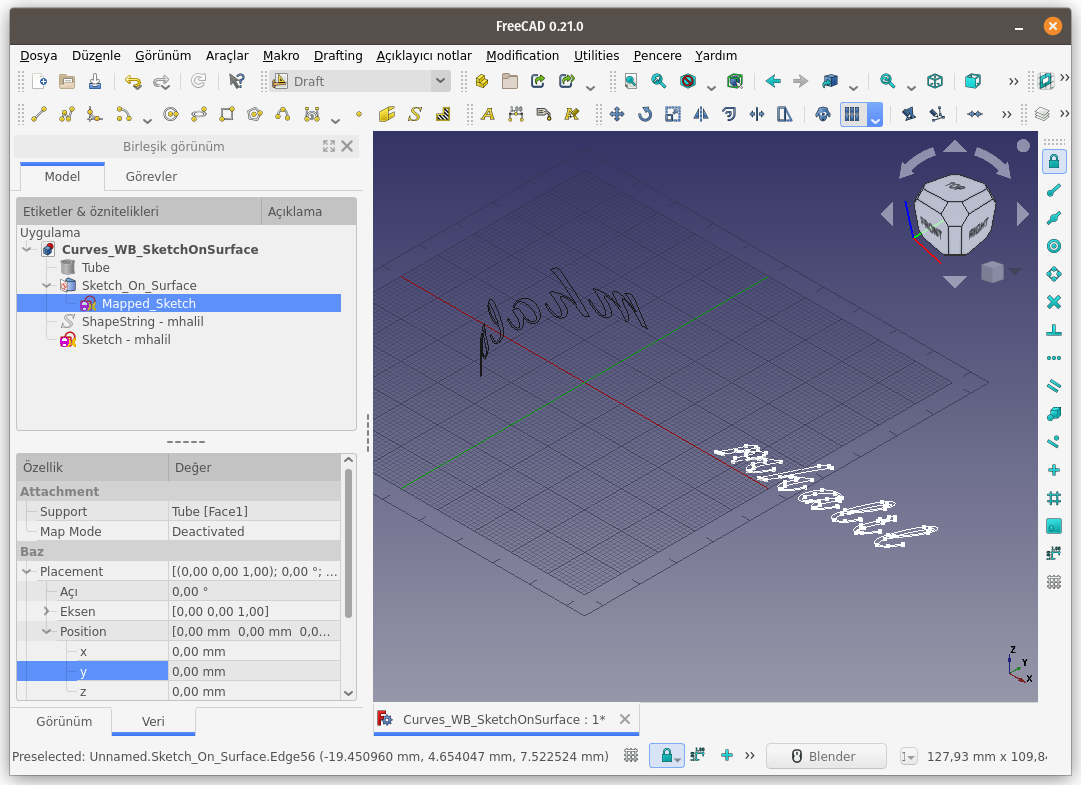 FreeCAD 0.21.0
Dosya Düzenle Görünüm Araçlar Makro Drafting Açıklayıcı notlar Modification Utilities Pencere Yardım
Draft
Birleşik görünüm
Model Görevler
Etiketler & öznitelikleri Açıklama
Uygulama
Curves_WB_SketchOnSurface
Tube
Sketch_On_Surface
Mapped_Sketch
ShapeString - mhalil
Sketch - mhalil
Özellik Değer
Attachment
Support Tube [Face1]
Map Mode Deactivated
Baz
Placement [(0,00 0,00 1,00); 0,00 °; ...
Açı 0,00 °
Eksen [0,00 0,00 1,00]
Position [0,00 mm 0,00 mm 0,0...
x 0,00 mm
y 0,00 mm
z 0,00 mm
Görünüm Veri
TOP
FRONT RIGHT
mhalil
mhalil
Z
Y
X
Curves_WB_SketchOnSurface : 1*
Preselected: Unnamed.Sketch_On_Surface.Edge56 (-19.450960 mm, 4.654047 mm, 7.522524 mm) Blender 127,93 mm x 109,8